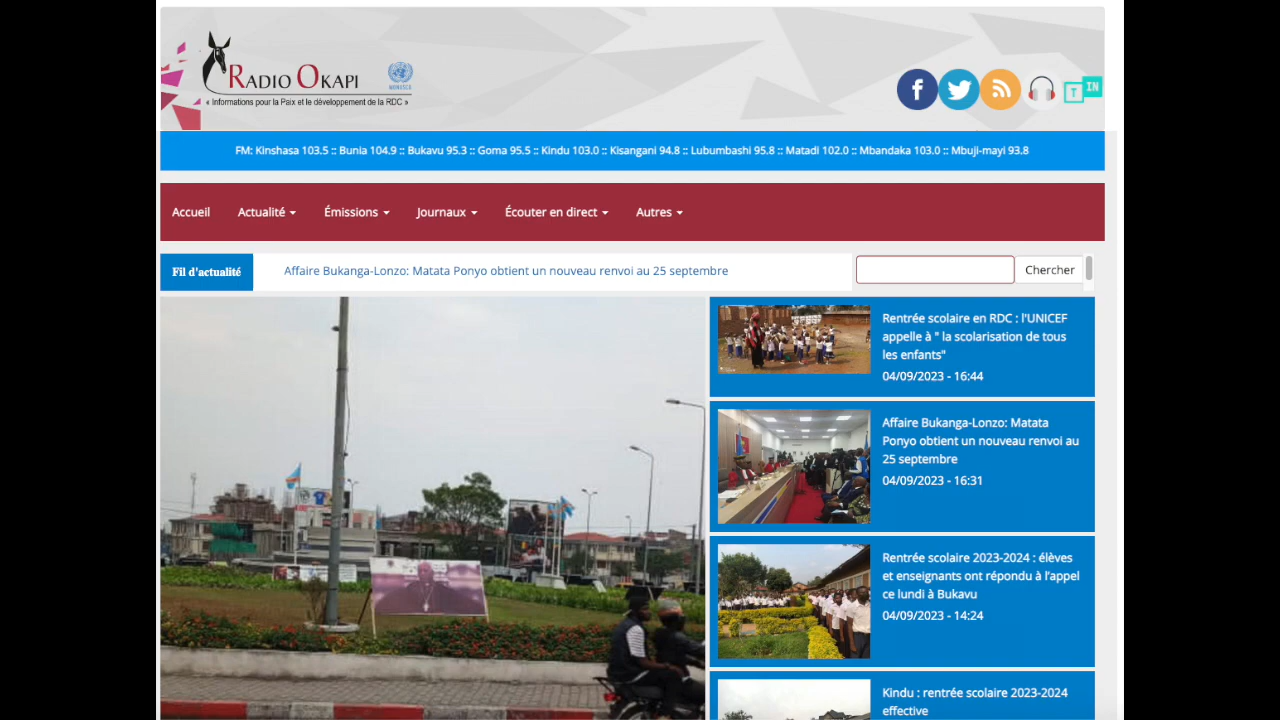 RADIO OKAPI
MONUSCO
« Informations pour la Paix et le développement de la RDC »
T IN
FM: Kinshasa 103.5 :: Bunia 104.9 :: Bukavu 95.3 :: Goma 95.5 :: Kindu 103.0 :: Kisangani 94.8 :: Lubumbashi 95.8 :: Matadi 102.0 :: Mbandaka 103.0 :: Mbuji-mayi 93.8
Accueil Actualité Émissions Journaux Écouter en direct Autres
Fil d'actualité
Affaire Bukanga-Lonzo: Matata Ponyo obtient un nouveau renvoi au 25 septembre
Chercher
Rentrée scolaire en RDC : l'UNICEF
appelle à " la scolarisation de tous
les enfants"
04/09/2023 - 16:44
Affaire Bukanga-Lonzo: Matata
Ponyo obtient un nouveau renvoi au
25 septembre
04/09/2023 - 16:31
Rentrée scolaire 2023-2024 : élèves
et enseignants ont répondu à l'appel
ce lundi à Bukavu
04/09/2023 - 14:24
Kindu : rentrée scolaire 2023-2024
effective